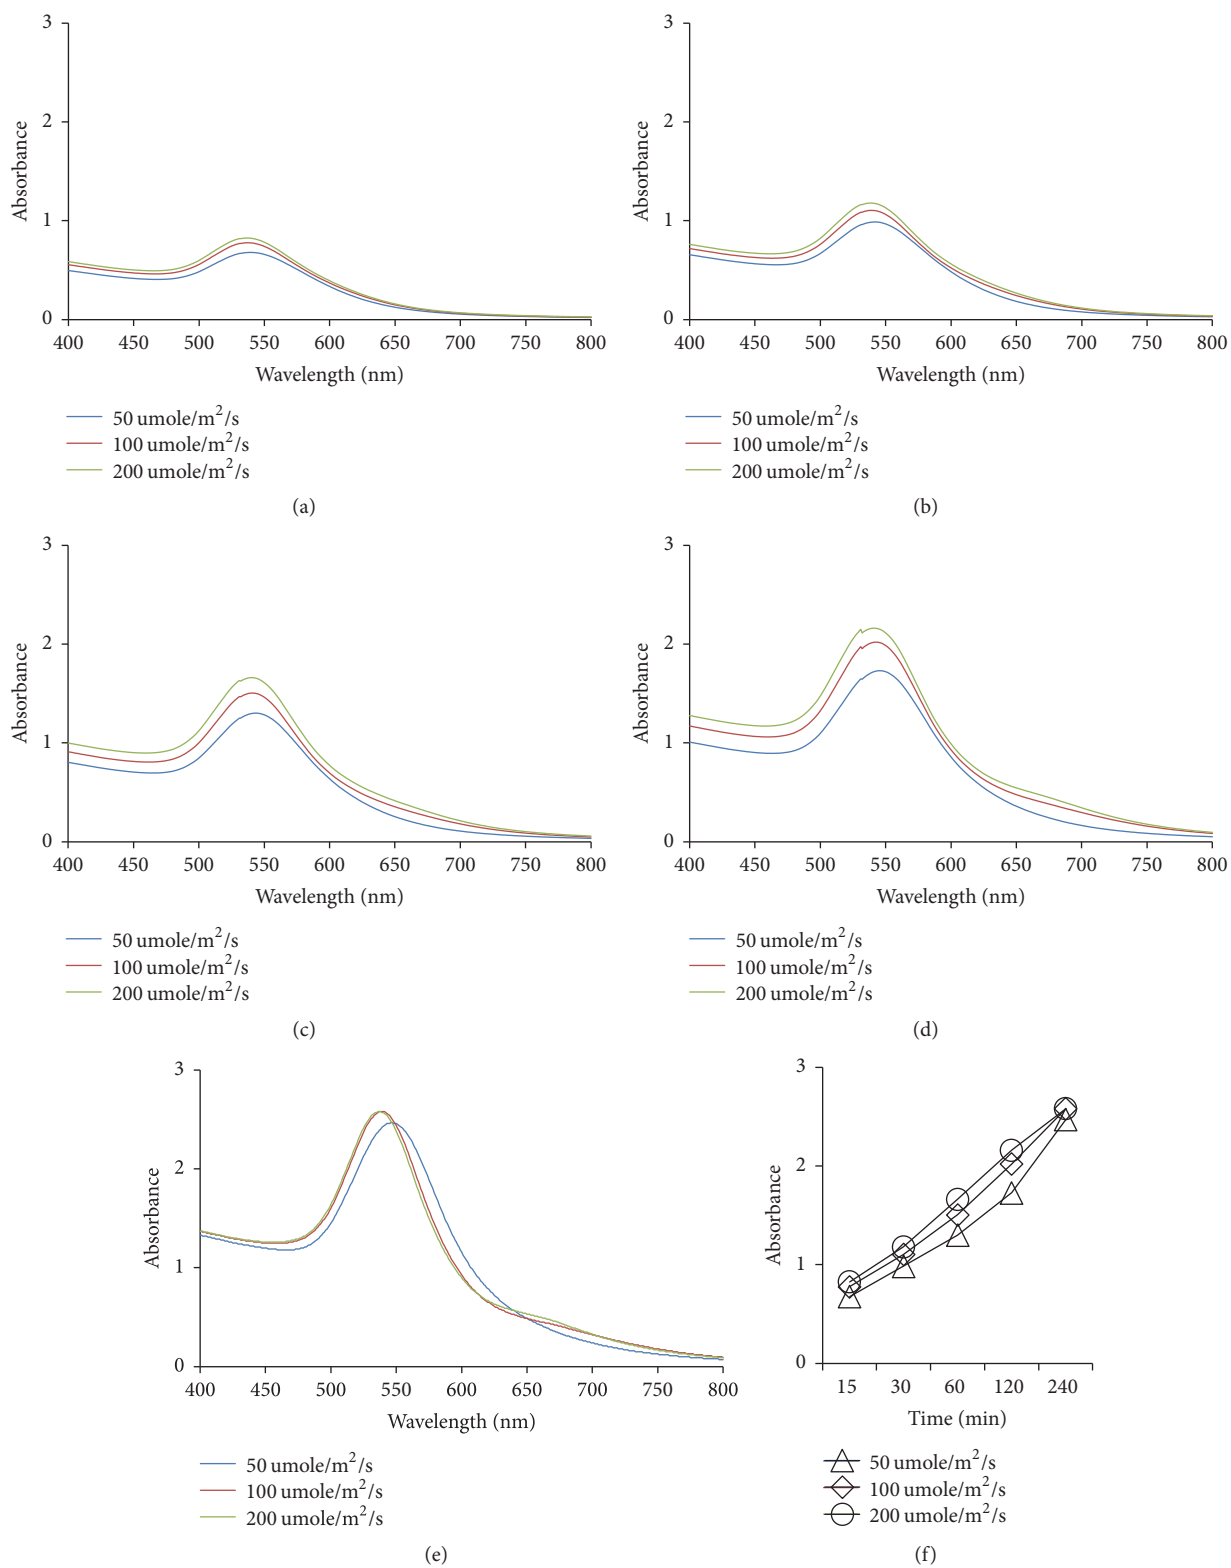 3
2
1
0
Absorbance
400 450 500 550 600 650 700 750 800
Wavelength (nm)
50 umole/m²/s
100 umole/m²/s
200 umole/m²/s
(a)
3
2
1
0
Absorbance
400 450 500 550 600 650 700 750 800
Wavelength (nm)
50 umole/m²/s
100 umole/m²/s
200 umole/m²/s
(b)
3
2
1
0
Absorbance
400 450 500 550 600 650 700 750 800
Wavelength (nm)
50 umole/m²/s
100 umole/m²/s
200 umole/m²/s
(c)
3
2
1
0
Absorbance
400 450 500 550 600 650 700 750 800
Wavelength (nm)
50 umole/m²/s
100 umole/m²/s
200 umole/m²/s
(d)
3
2
1
0
Absorbance
400 450 500 550 600 650 700 750 800
Wavelength (nm)
50 umole/m²/s
100 umole/m²/s
200 umole/m²/s
(e)
3
2
1
0
Absorbance
15 30 60 120 240
Time (min)
50 umole/m²/s
100 umole/m²/s
200 umole/m²/s
(f)